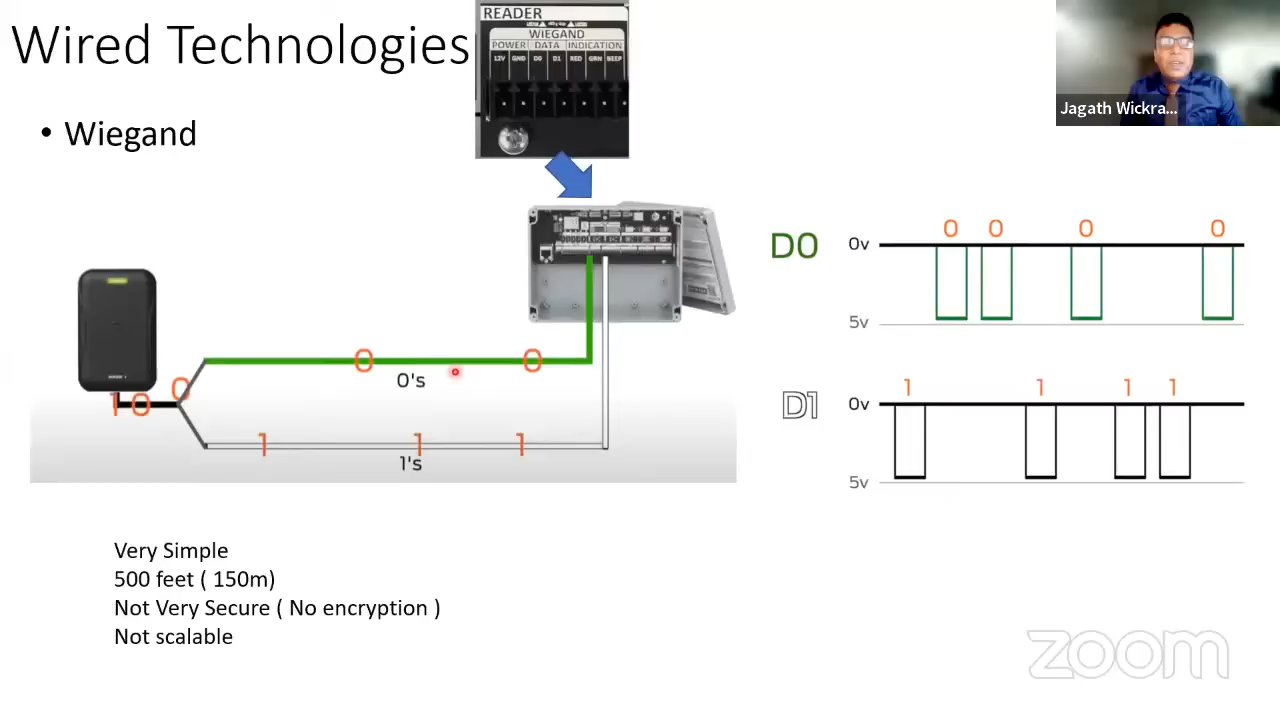 Wired Technologies
READER
WIEGAND
POWER DATA INDICATION
12V GND D0 D1 RED GRN BEEP
Jagath Wickra...
• Wiegand
0 0 0 0
D0 0v
5v
0 0
0's
1 0 0
1 1 1
1's
1 1 1 1
D1 0v
5v
Very Simple
500 feet ( 150m)
Not Very Secure ( No encryption )
Not scalable
zoom